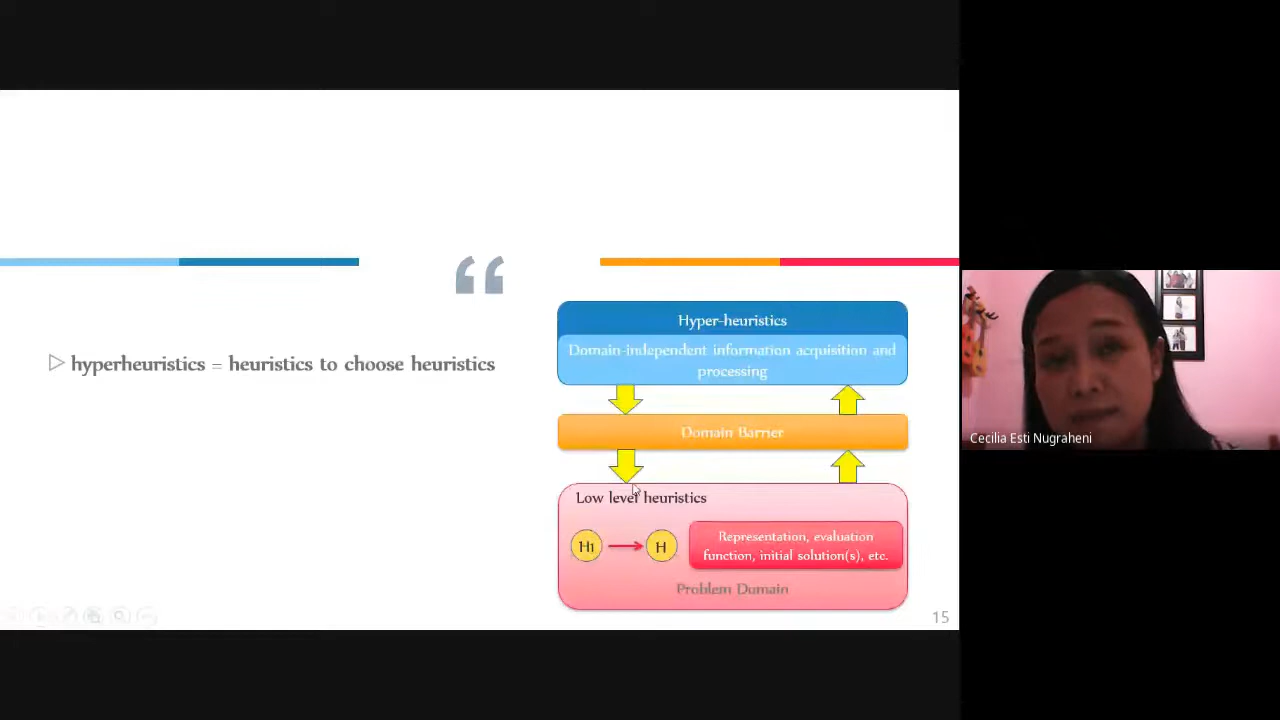 “
hyperheuristics = heuristics to choose heuristics
Hyper-heuristics
Domain-independent information acquisition and
processing
Domain Barrier
Low level heuristics
H1
H
Representation, evaluation
function, initial solution(s), etc.
Problem Domain
15
Cecilia Esti Nugraheni